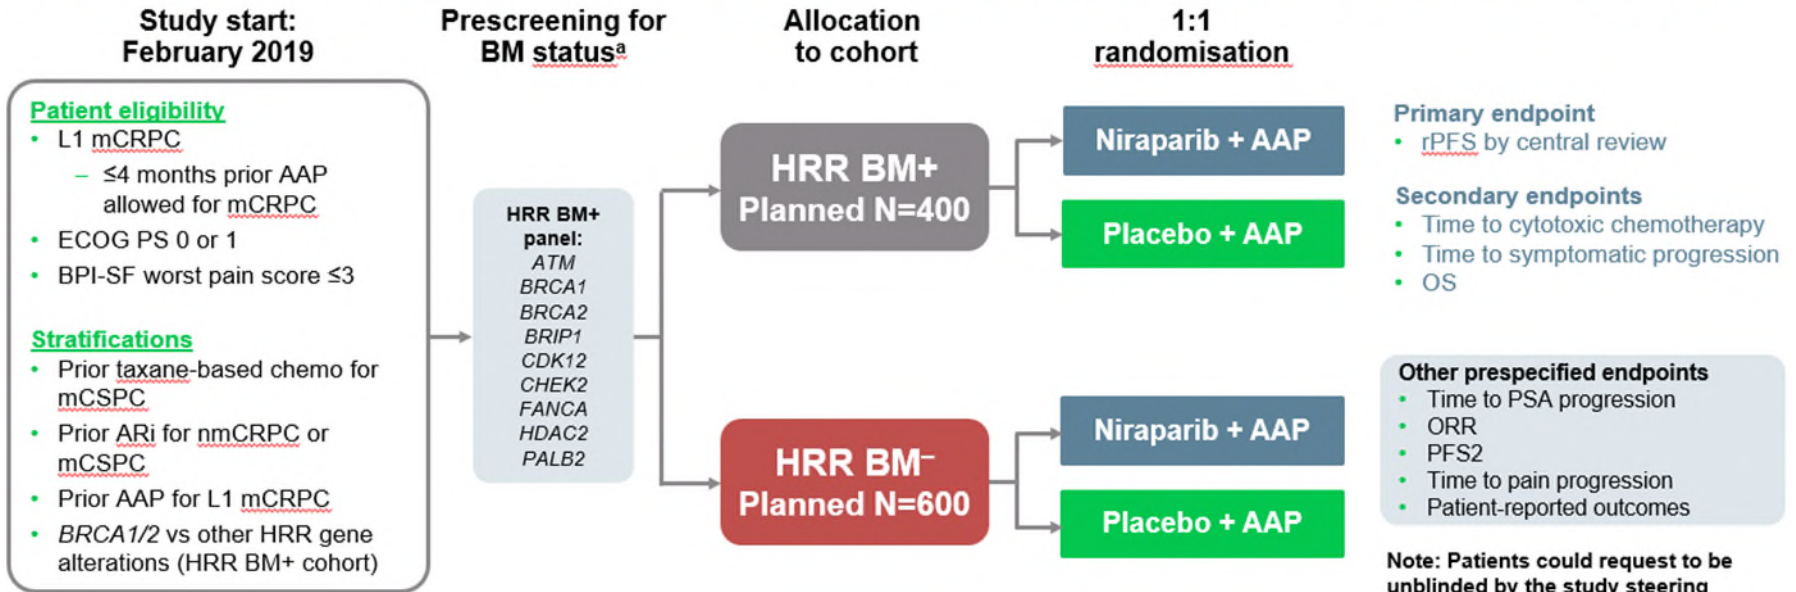 Study start:
February 2019
Patient eligibility
• L1 mCRPC
– ≤4 months prior AAP
allowed for mCRPC
• ECOG PS 0 or 1
• BPI-SF worst pain score ≤3
Stratifications
• Prior taxane-based chemo for
mCSPC
• Prior ARi for nmCRPC or
mCSPC
• Prior AAP for L1 mCRPC
• BRCA1/2 vs other HRR gene
alterations (HRR BM+ cohort)
Prescreening for
BM statusᵃ
HRR BM+
panel:
ATM
BRCA1
BRCA2
BRIP1
CDK12
CHEK2
FANCA
HDAC2
PALB2
Allocation
to cohort
HRR BM+
Planned N=400
HRR BM–
Planned N=600
1:1
randomisation
Niraparib + AAP
Placebo + AAP
Niraparib + AAP
Placebo + AAP
Primary endpoint
• rPFS by central review
Secondary endpoints
• Time to cytotoxic chemotherapy
• Time to symptomatic progression
• OS
Other prespecified endpoints
• Time to PSA progression
• ORR
• PFS2
• Time to pain progression
• Patient-reported outcomes
Note: Patients could request to be
unblinded by the study steering